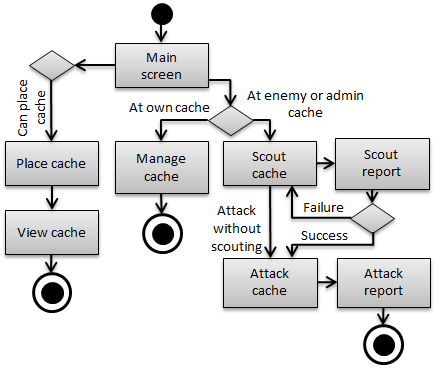 Main
screen
Can place
cache
At own cache
At enemy or admin
cache
Place cache
Manage
cache
Scout
cache
Scout
report
View cache
Attack
without
scouting
Failure
Success
Attack
cache
Attack
report